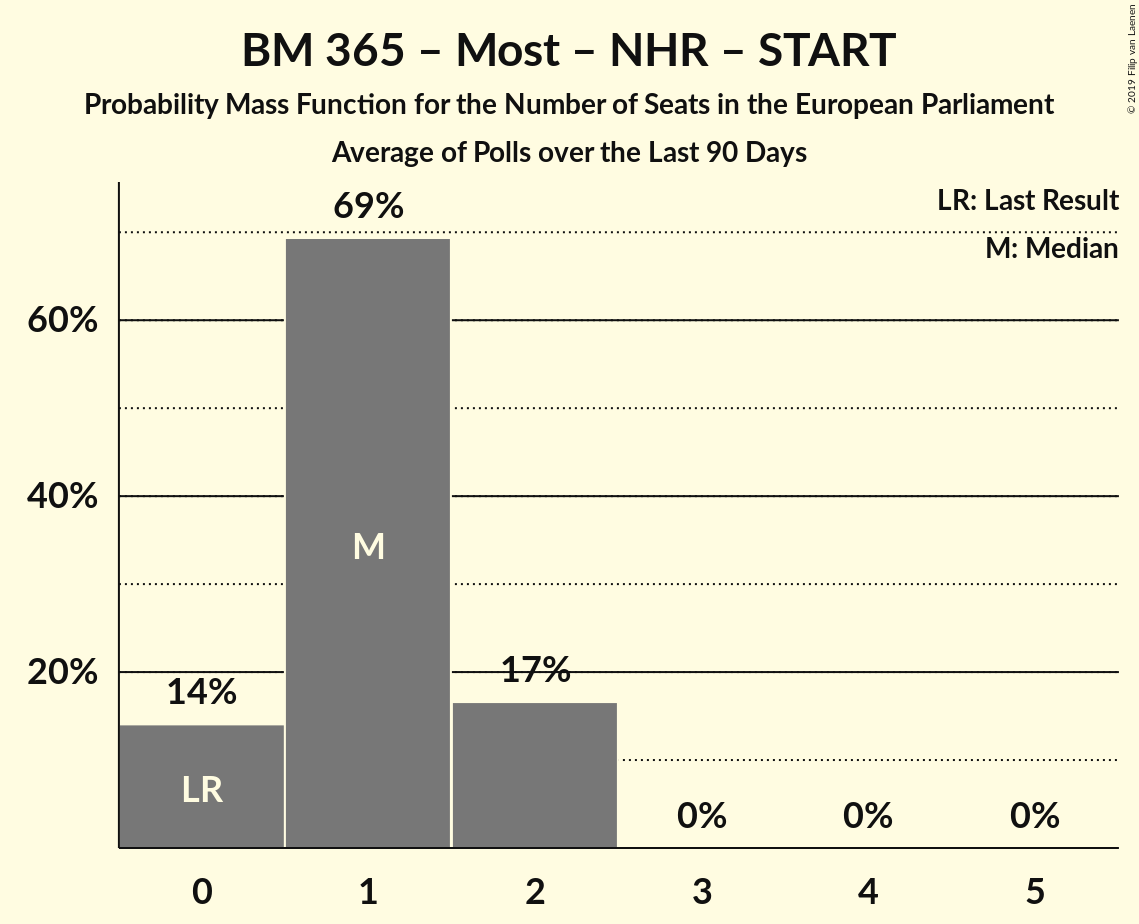 BM 365 – Most – NHR – START
Probability Mass Function for the Number of Seats in the European Parliament
Average of Polls over the Last 90 Days
© 2019 Filip van Laenen
LR: Last Result
M: Median
69%
60%
40%
M
20%
14%
17%
LR
0%
0%
0%
0
1
2
3
4
5